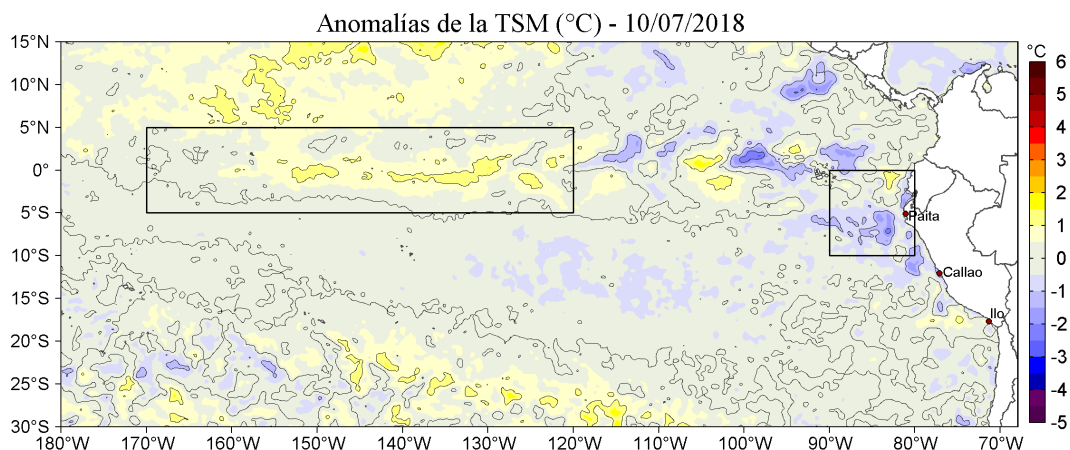 Anomalías de la TSM (°C) - 10/07/2018
15°N
10°N
5°N
0°
5°S
10°S
15°S
20°S
25°S
30°S
180°W
170°W
160°W
150°W
140°W
130°W
120°W
110°W
100°W
90°W
80°W
70°W
Paita
Callao
Ilo
°C
6
5
4
3
2
1
0
-1
-2
-3
-4
-5